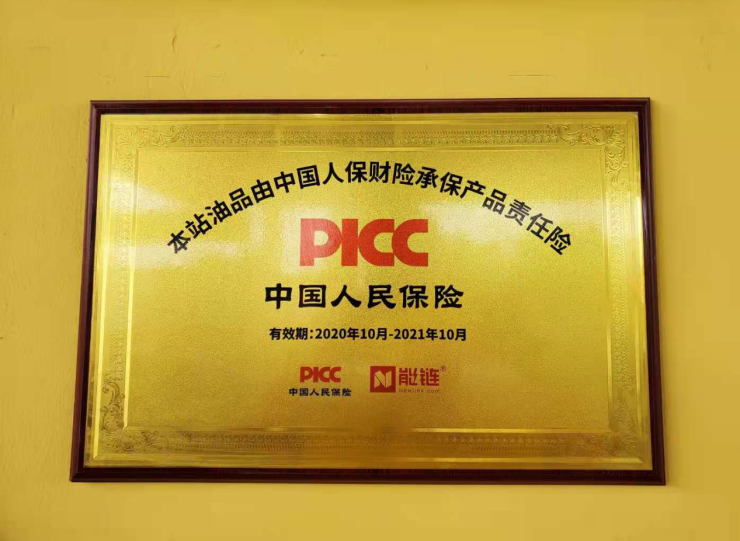 本站油品由中国人保财险承保产品责任险
PICC
中国人民保险
有效期:2020年10月-2021年10月
PICC
中国人民保险
N能链®